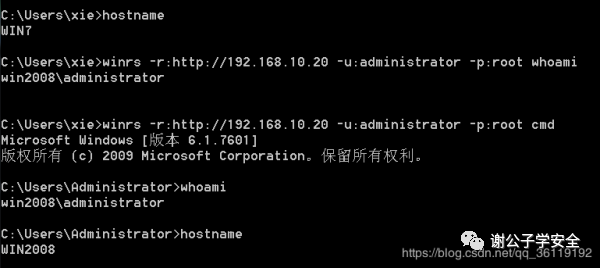 C:\Users\xie>hostname
WIN7
C:\Users\xie>winrs -r:http://192.168.10.20 -u:administrator -p:root whoami
win2008\administrator
C:\Users\xie>winrs -r:http://192.168.10.20 -u:administrator -p:root cmd
Microsoft Windows [版本 6.1.7601]
版权所有 (c) 2009 Microsoft Corporation。保留所有权利。
C:\Users\Administrator>whoami
win2008\administrator
C:\Users\Administrator>hostname
WIN2008
谢公子学安全
https://blog.csdn.net/qq_36119192